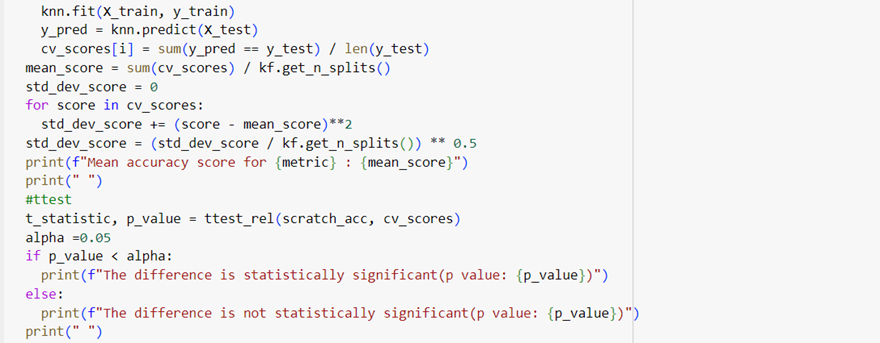 knn.fit(X_train, y_train)
y_pred = knn.predict(X_test)
cv_scores[i] = sum(y_pred == y_test) / len(y_test)
mean_score = sum(cv_scores) / kf.get_n_splits()
std_dev_score = 0
for score in cv_scores:
std_dev_score += (score - mean_score)**2
std_dev_score = (std_dev_score / kf.get_n_splits()) ** 0.5
print(f"Mean accuracy score for {metric} : {mean_score}")
print(" ")
#ttest
t_statistic, p_value = ttest_rel(scratch_acc, cv_scores)
alpha =0.05
if p_value < alpha:
print(f"The difference is statistically significant(p value: {p_value})")
else:
print(f"The difference is not statistically significant(p value: {p_value})")
print(" ")